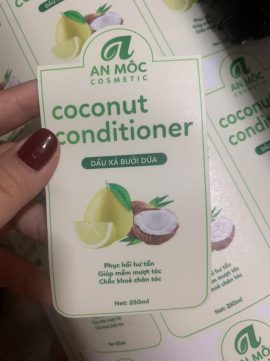 AN MỘC
COSMETIC
coconut
conditioner
DẦU XẢ BƯỞI DỪA
Phục hồi hư tổn
Giúp mềm mượt tóc
Chắc khoẻ chân tóc
Net: 250ml